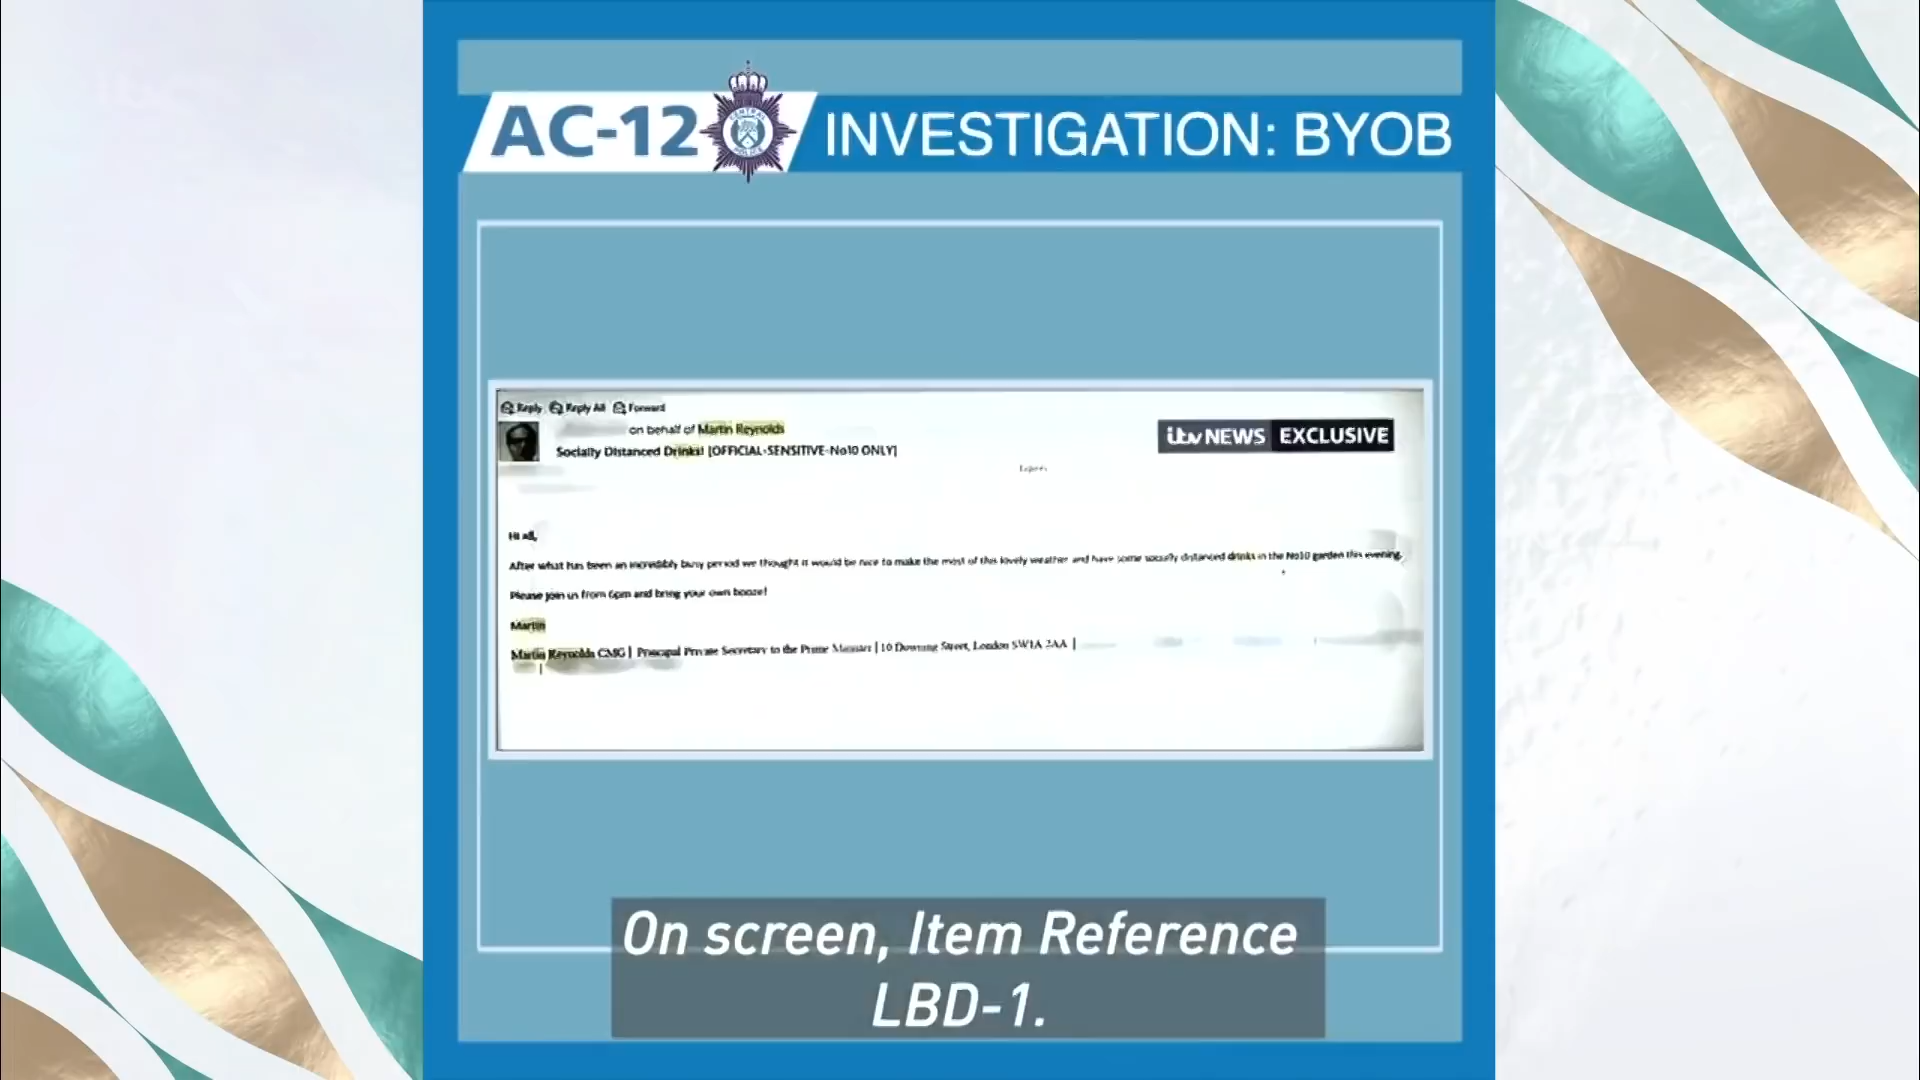 AC-12 INVESTIGATION: BYOB
CENTRAL POLICE
Reply Reply All Forward
on behalf of Martin Reynolds
itv NEWS EXCLUSIVE
Socially Distanced Drinks! [OFFICIAL-SENSITIVE-No10 ONLY]
Hi all,
After what has been an incredibly busy period we thought it would be nice to make the most of this lovely weather and have some socially distanced drinks in the No10 garden this evening.
Please join us from 6pm and bring your own booze!
Martin
Martin Reynolds CMG | Principal Private Secretary to the Prime Minister | 10 Downing Street, London SW1A 2AA |
On screen, Item Reference
LBD-1.